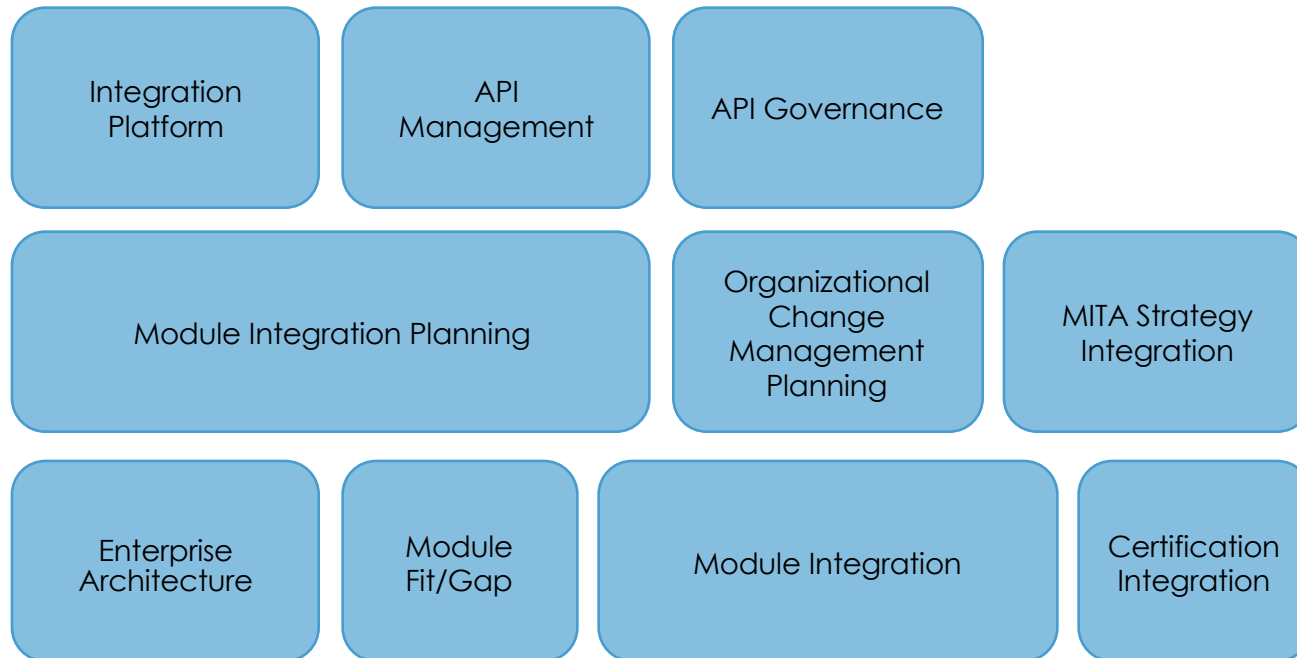 Integration
Platform
API
Management
API Governance
Module Integration Planning
Organizational
Change
Management
Planning
MITA Strategy
Integration
Enterprise
Architecture
Module
Fit/Gap
Module Integration
Certification
Integration